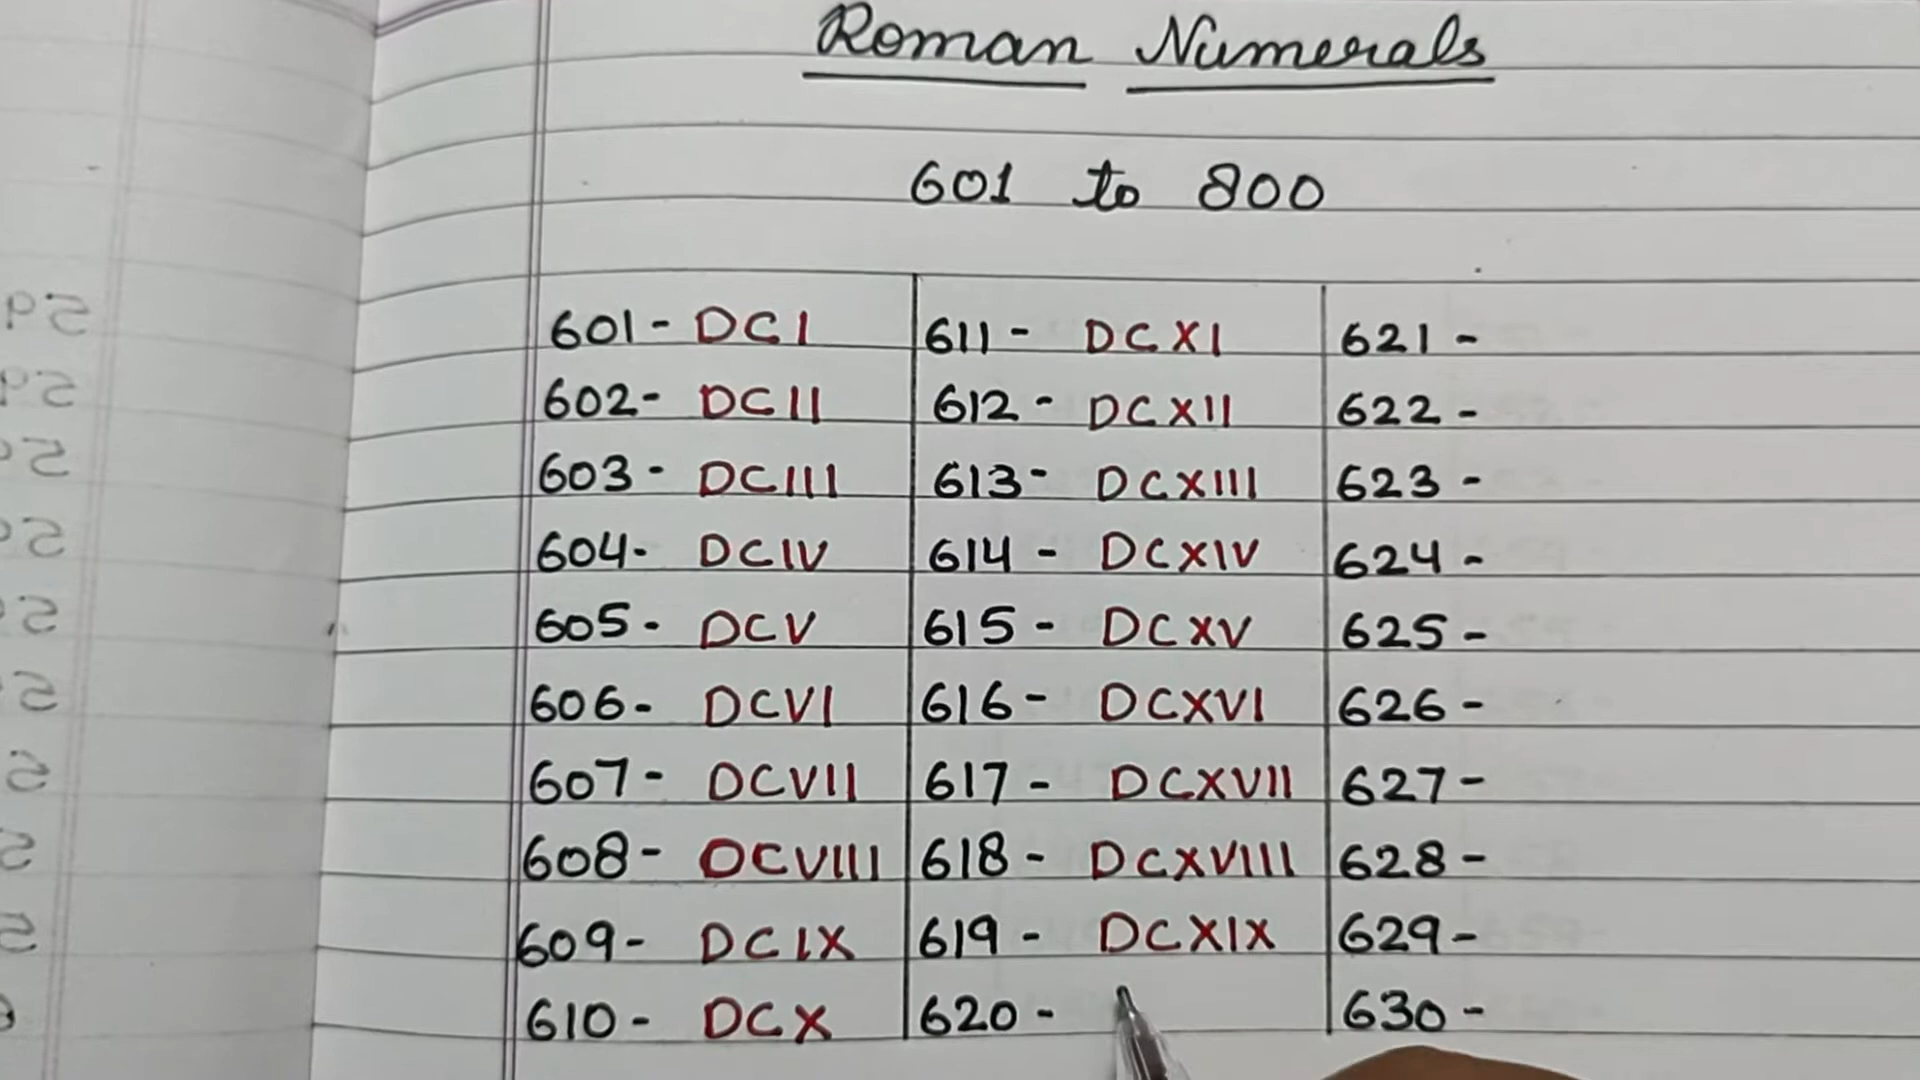 Roman Numerals
601 to 800
601 - DCI 611 - DCXI 621 -
602 - DCII 612 - DCXII 622 -
603 - DCIII 613 - DCXIII 623 -
604 - DCIV 614 - DCXIV 624 -
605 - DCV 615 - DCXV 625 -
606 - DCVI 616 - DCXVI 626 -
607 - DCVII 617 - DCXVII 627 -
608 - DCVIII 618 - DCXVIII 628 -
609 - DCIX 619 - DCXIX 629 -
610 - DCX 620 - 630 -